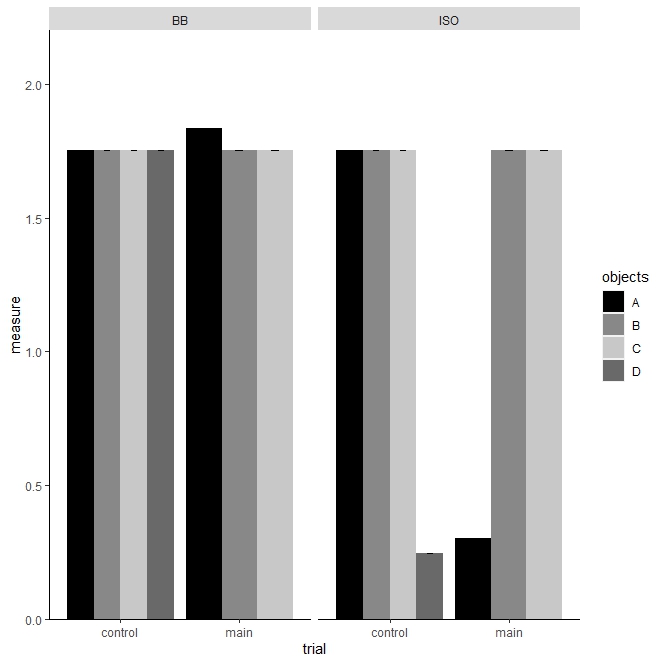 BB
ISO
2.0
1.5
1.0
0.5
0.0
measure
control
main
control
main
trial
objects
A
B
C
D